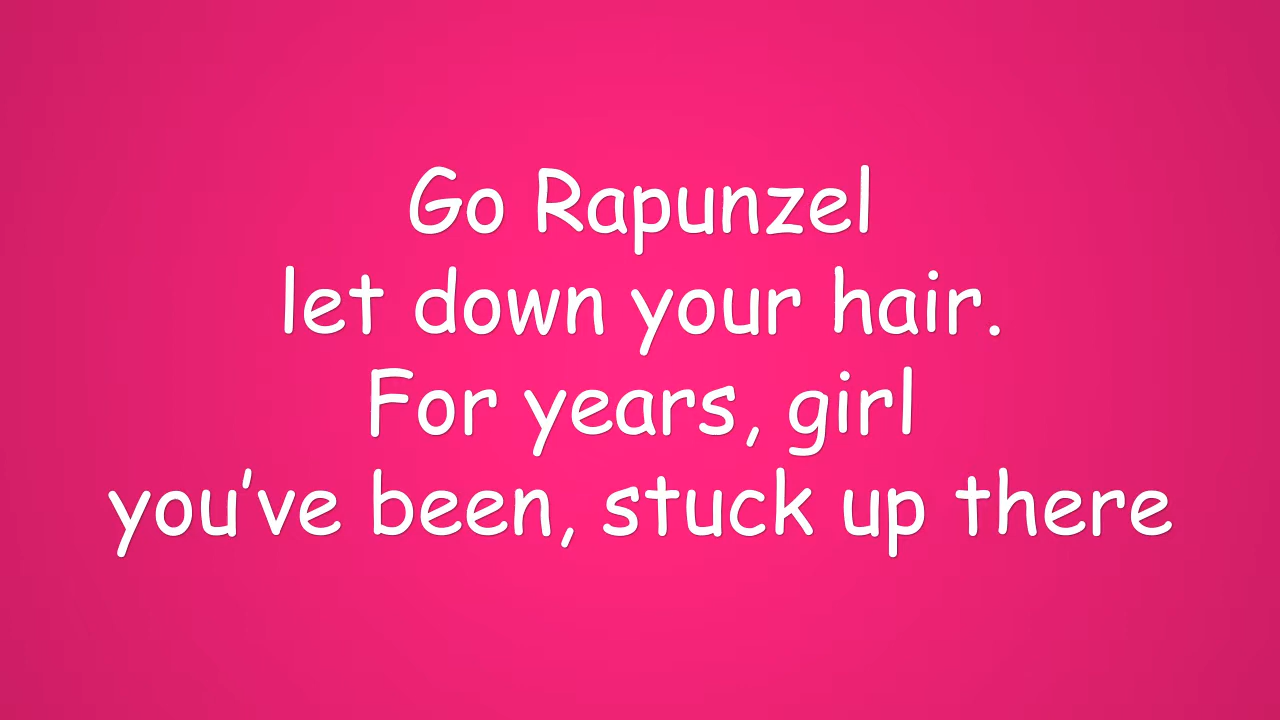 Go Rapunzel
let down your hair.
For years, girl
you've been, stuck up there